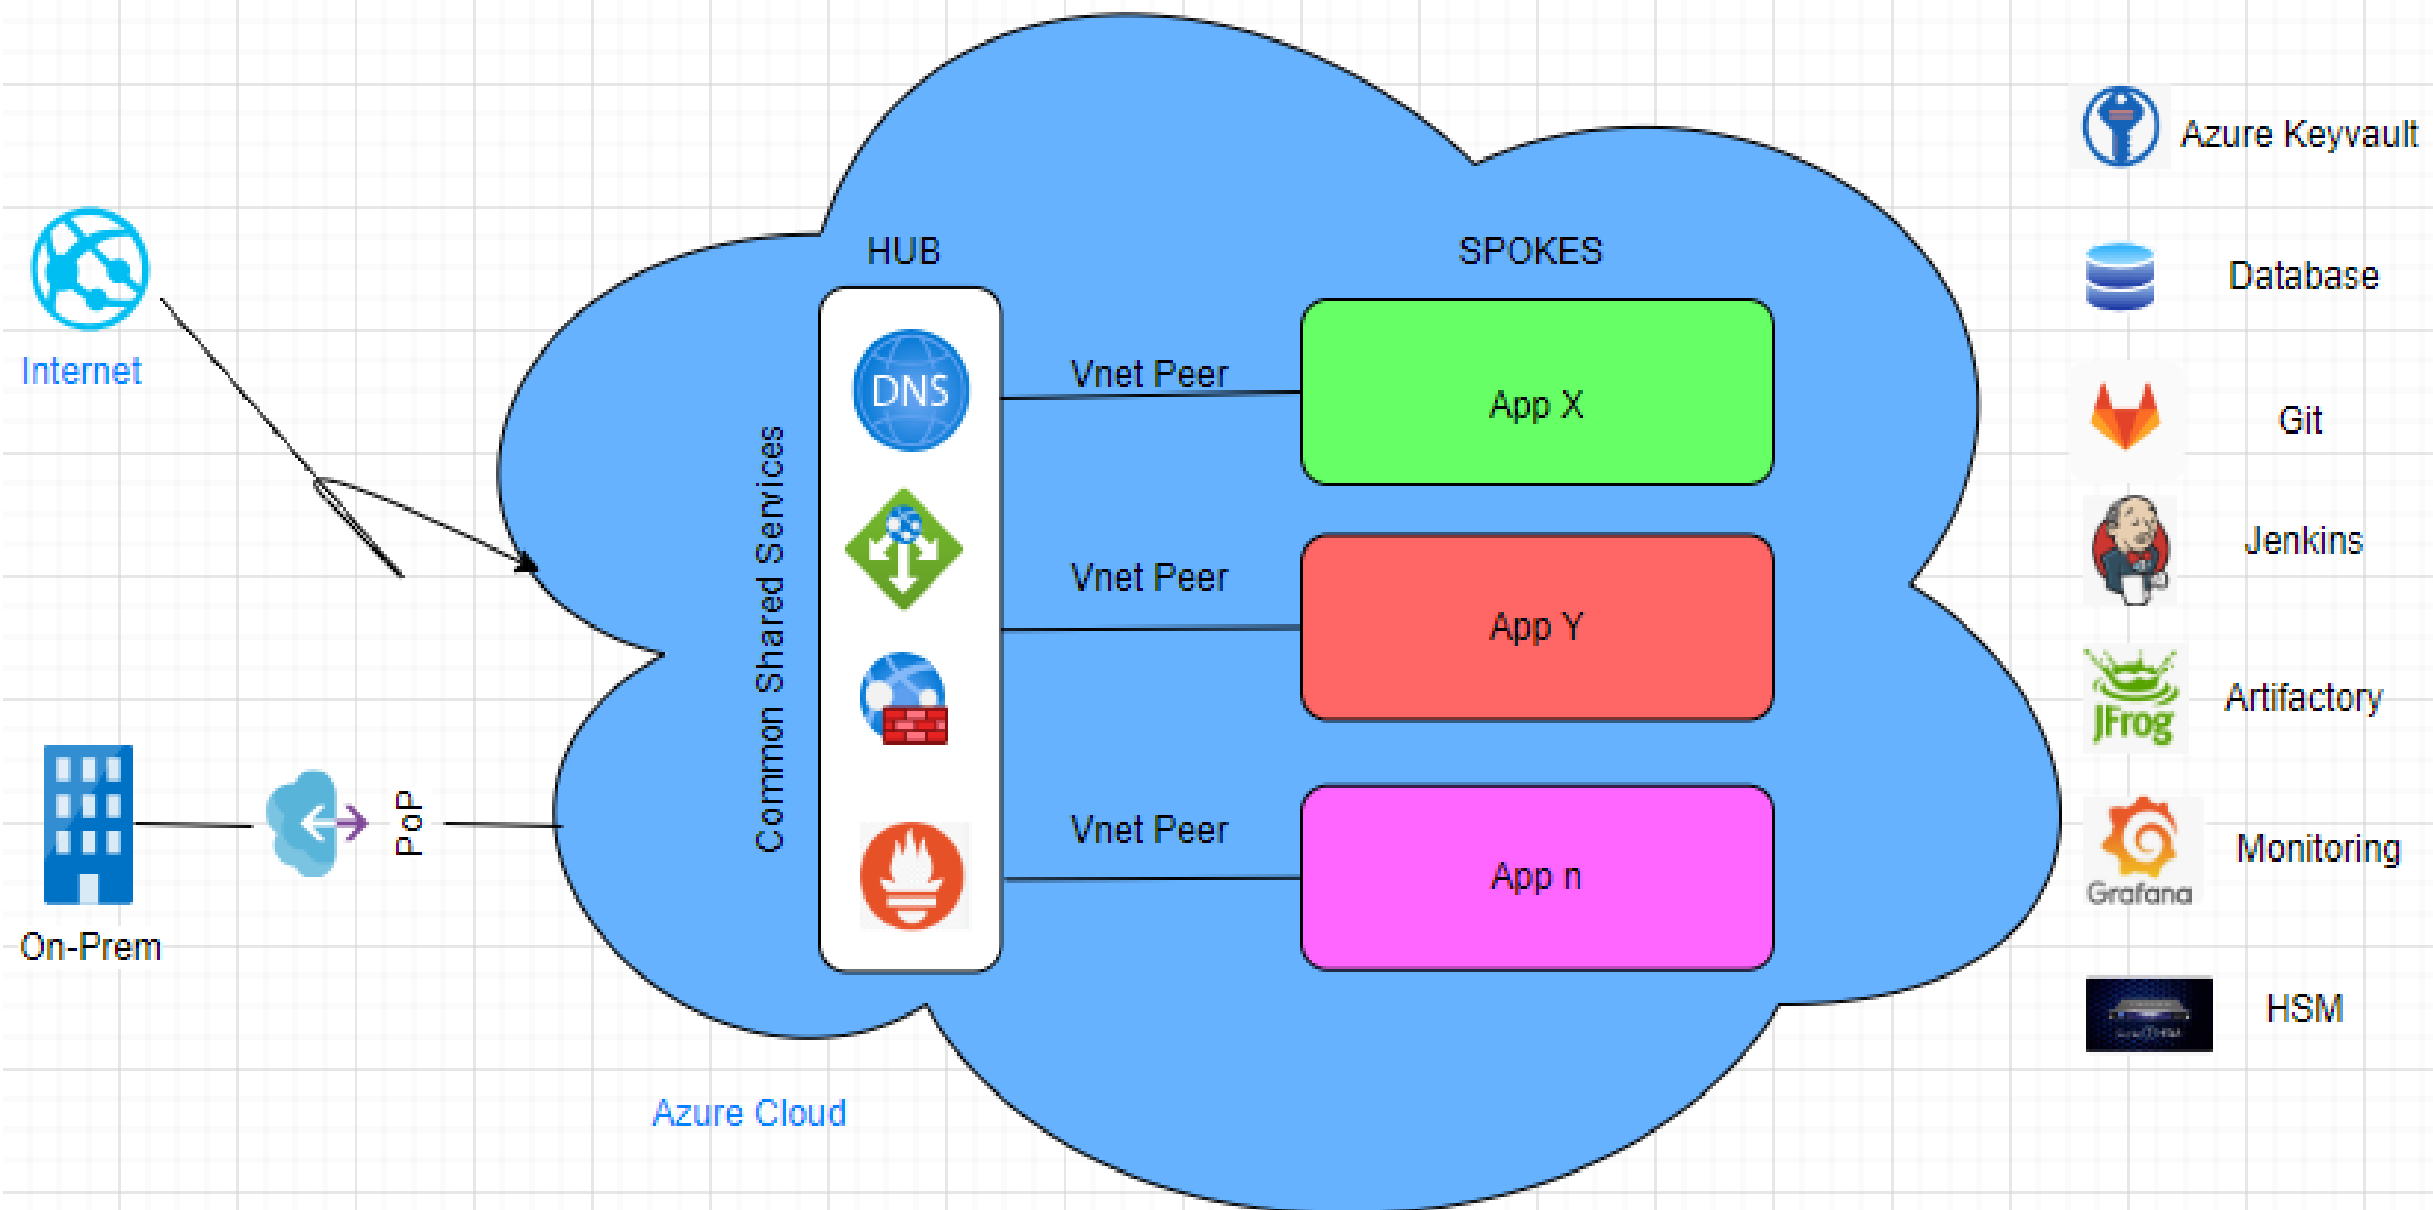 HUB
SPOKES
Azure Keyvault
Database
Internet
DNS
Vnet Peer
App X
Git
Common Shared Services
Vnet Peer
App Y
Jenkins
JFrog
Artifactory
On-Prem
PoP
Vnet Peer
App n
Grafana
Monitoring
HSM
Azure Cloud